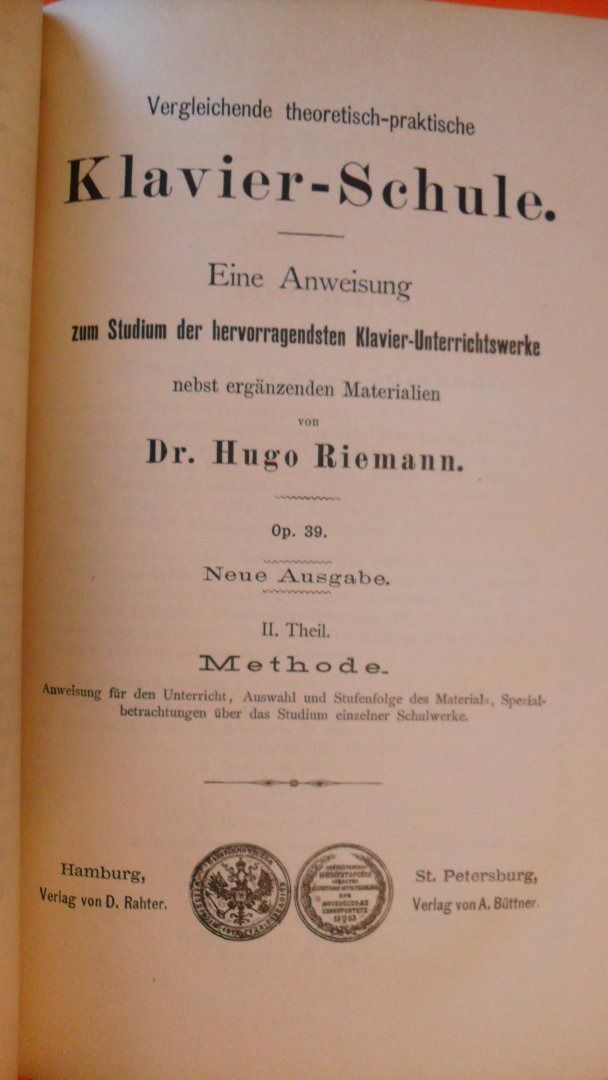 Vergleichende theoretisch-praktische
Klavier-Schule.
Eine Anweisung
zum Studium der hervorragendsten Klavier-Unterrichtswerke
nebst ergänzenden Materialien
von
Dr. Hugo Riemann.
Op. 39.
Neue Ausgabe.
II. Theil.
Methode.
Anweisung für den Unterricht, Auswahl und Stufenfolge des Materials, Spezial-
betrachtungen über das Studium einzelner Schulwerke.
Hamburg,
Verlag von D. Rahter.
St. Petersburg,
Verlag von A. Büttner.